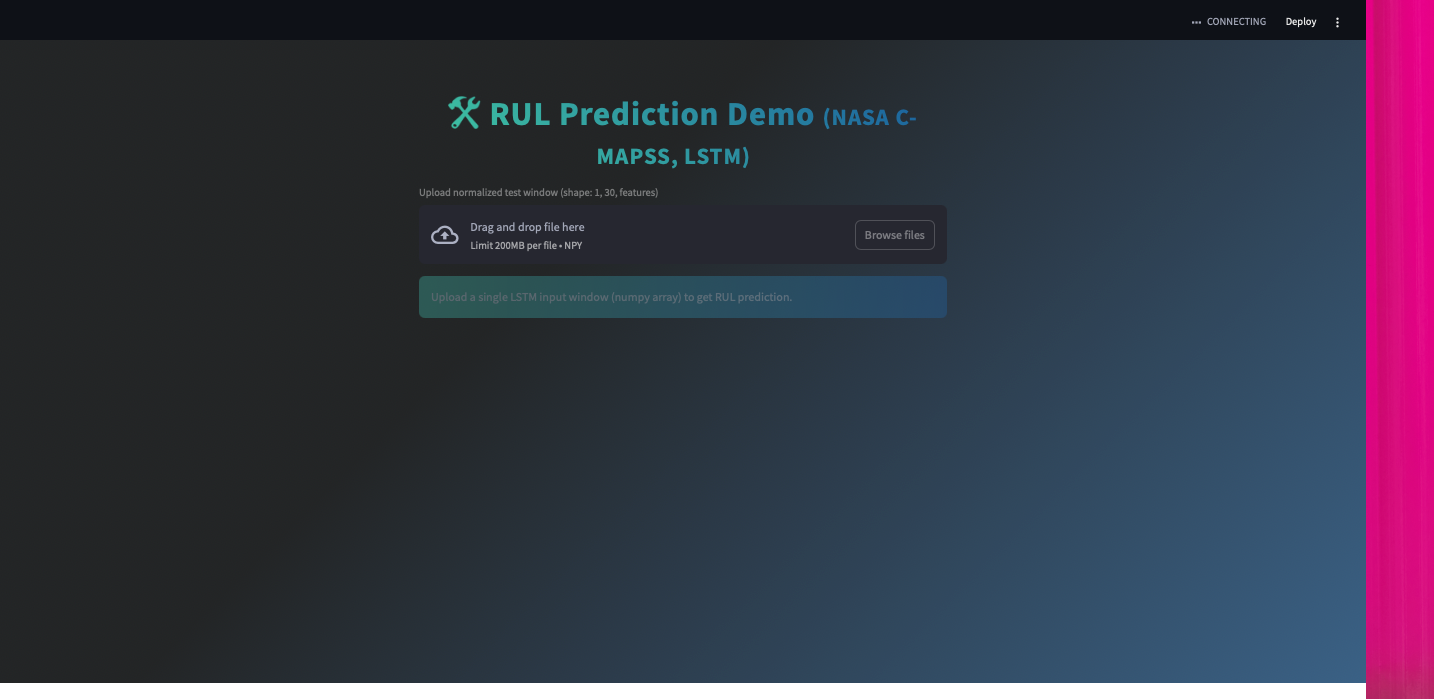 CONNECTING Deploy
🛠 RUL Prediction Demo (NASA C-
MAPSS, LSTM)
Upload normalized test window (shape: 1, 30, features)
Drag and drop file here
Limit 200MB per file • NPY
Browse files
Upload a single LSTM input window (numpy array) to get RUL prediction.